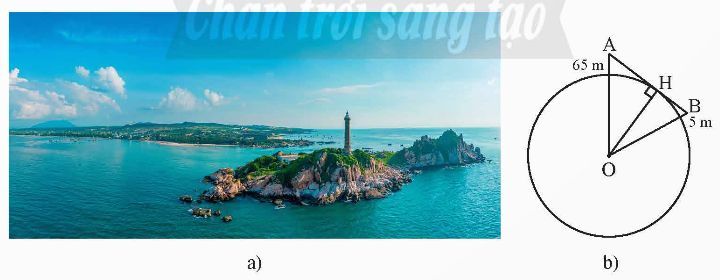 Chân trời sáng tạo
A
65 m
H
B
5 m
O
a)
b)